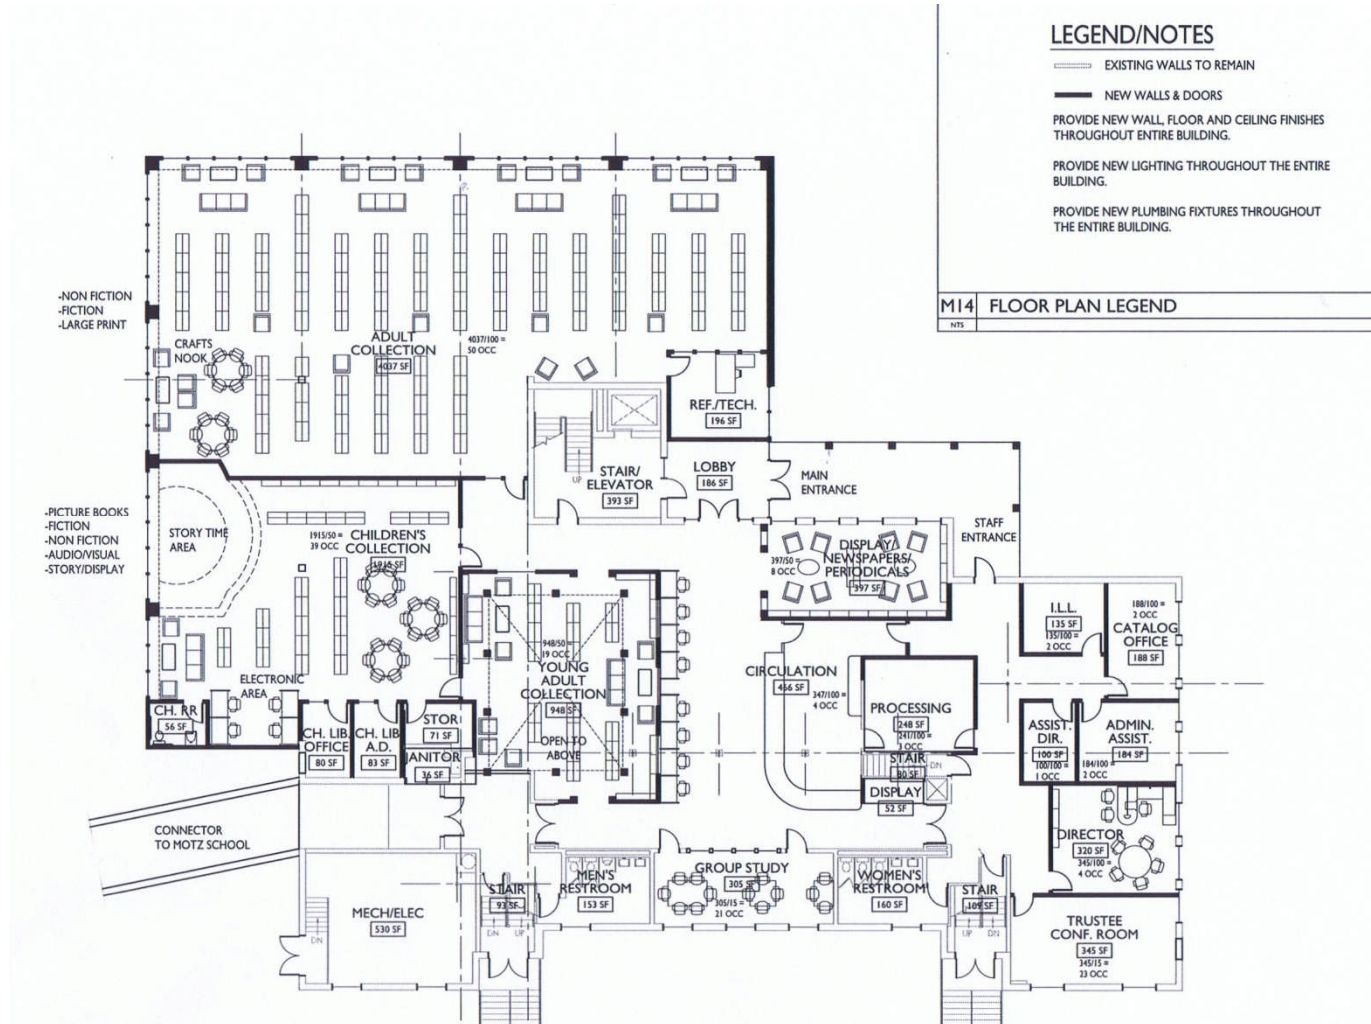 LEGEND/NOTES
EXISTING WALLS TO REMAIN
NEW WALLS & DOORS
PROVIDE NEW WALL, FLOOR AND CEILING FINISHES
THROUGHOUT ENTIRE BUILDING.
PROVIDE NEW LIGHTING THROUGHOUT THE ENTIRE
BUILDING.
PROVIDE NEW PLUMBING FIXTURES THROUGHOUT
THE ENTIRE BUILDING.
M14 FLOOR PLAN LEGEND
NTS
-NON FICTION
-FICTION
-LARGE PRINT
CRAFTS
NOOK
ADULT
COLLECTION
4037 SF
4037/100 =
50 OCC
REF./TECH.
196 SF
STAIR/
ELEVATOR
393 SF
UP
LOBBY
186 SF
MAIN
ENTRANCE
STAFF
ENTRANCE
-PICTURE BOOKS
-FICTION
-NON FICTION
-AUDIO/VISUAL
-STORY/DISPLAY
STORY TIME
AREA
1915/50 =
39 OCC
CHILDREN'S
COLLECTION
1915 SF
ELECTRONIC
AREA
DISPLAY/
NEWSPAPERS/
PERIODICALS
397 SF
397/50 =
8 OCC
I.L.L.
135 SF
135/100 =
2 OCC
188/100 =
2 OCC
CATALOG
OFFICE
188 SF
948/50 =
19 OCC
YOUNG
ADULT
COLLECTION
948 SF
OPEN TO
ABOVE
CIRCULATION
466 SF
347/100 =
4 OCC
PROCESSING
248 SF
241/100 =
3 OCC
STAIR
80 SF
DN
DISPLAY
52 SF
ASSIST.
DIR.
100 SF
100/100 =
1 OCC
ADMIN.
ASSIST.
184 SF
184/100 =
2 OCC
CH. RR
56 SF
CH. LIB.
OFFICE
80 SF
CH. LIB
A.D.
83 SF
STOR
71 SF
JANITOR
36 SF
DIRECTOR
320 SF
345/100 =
4 OCC
CONNECTOR
TO MOTZ SCHOOL
MECH/ELEC
530 SF
DN
STAIR
93 SF
DN
UP
MEN'S
RESTROOM
153 SF
GROUP STUDY
305 SF
305/15 =
21 OCC
WOMEN'S
RESTROOM
160 SF
STAIR
109 SF
UP
DN
TRUSTEE
CONF. ROOM
345 SF
345/15 =
23 OCC